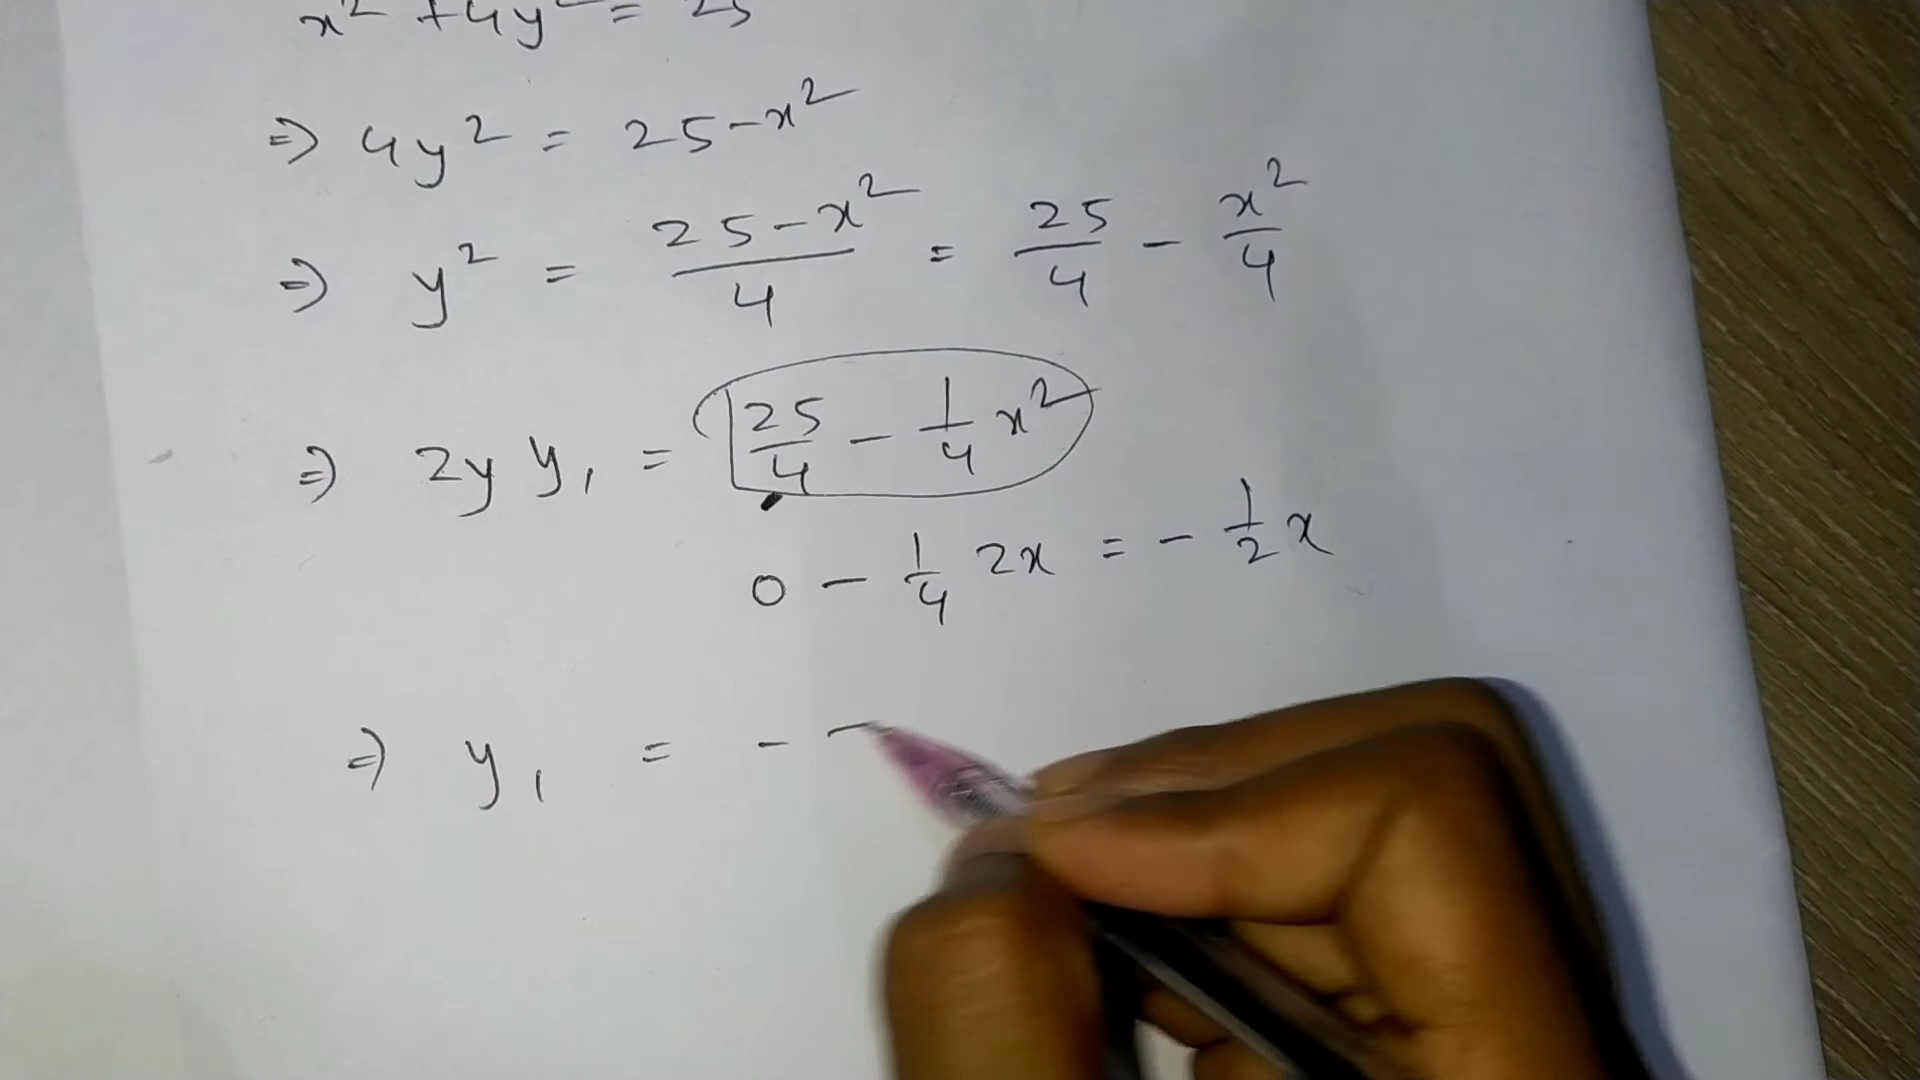 x² + 4y² = 25
⇒ 4y² = 25 - x²
⇒ y² = (25 - x²)/4 = 25/4 - x²/4
⇒ 2y y₁ = 25/4 - 1/4 x²
0 - 1/4 2x = - 1/2 x
⇒ y₁ = -